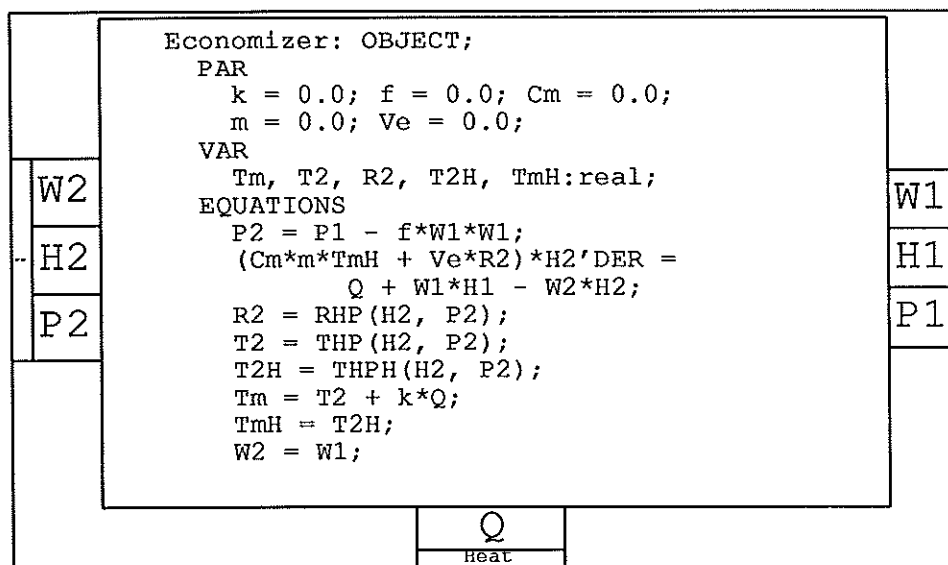 Economizer: OBJECT;
PAR
k = 0.0; f = 0.0; Cm = 0.0;
m = 0.0; Ve = 0.0;
VAR
Tm, T2, R2, T2H, TmH:real;
EQUATIONS
P2 = P1 - f*W1*W1;
(Cm*m*TmH + Ve*R2)*H2'DER =
Q + W1*H1 - W2*H2;
R2 = RHP(H2, P2);
T2 = THP(H2, P2);
T2H = THPH(H2, P2);
Tm = T2 + k*Q;
TmH = T2H;
W2 = W1;
W2
H2
P2
W1
H1
P1
Q
Heat